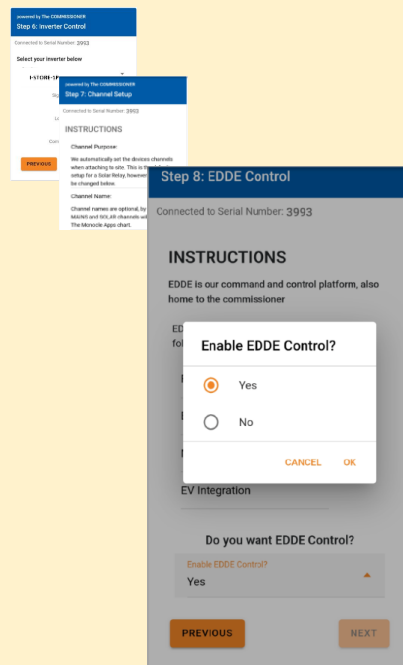 powered by The COMMISSIONER
Step 6: Inverter Control
Connected to Serial Number: 3993
Select your inverter below
PREVIOUS
powered by The COMMISSIONER
Step 7: Channel Setup
Connected to Serial Number: 3993
INSTRUCTIONS
Channel Purpose:
We automatically set the devices channels
when attaching to site. This is the
setup for a Solar Relay, however
be changed below.
Channel Name:
Channel names are optional, by
MAINS and SOLAR channels wil
The Monocle Apps chart.
Step 8: EDDE Control
Connected to Serial Number: 3993
INSTRUCTIONS
EDDE is our command and control platform, also
home to the commissioner
ED
fol
Enable EDDE Control?
Yes
No
CANCEL OK
EV Integration
Do you want EDDE Control?
Enable EDDE Control?
Yes
PREVIOUS NEXT